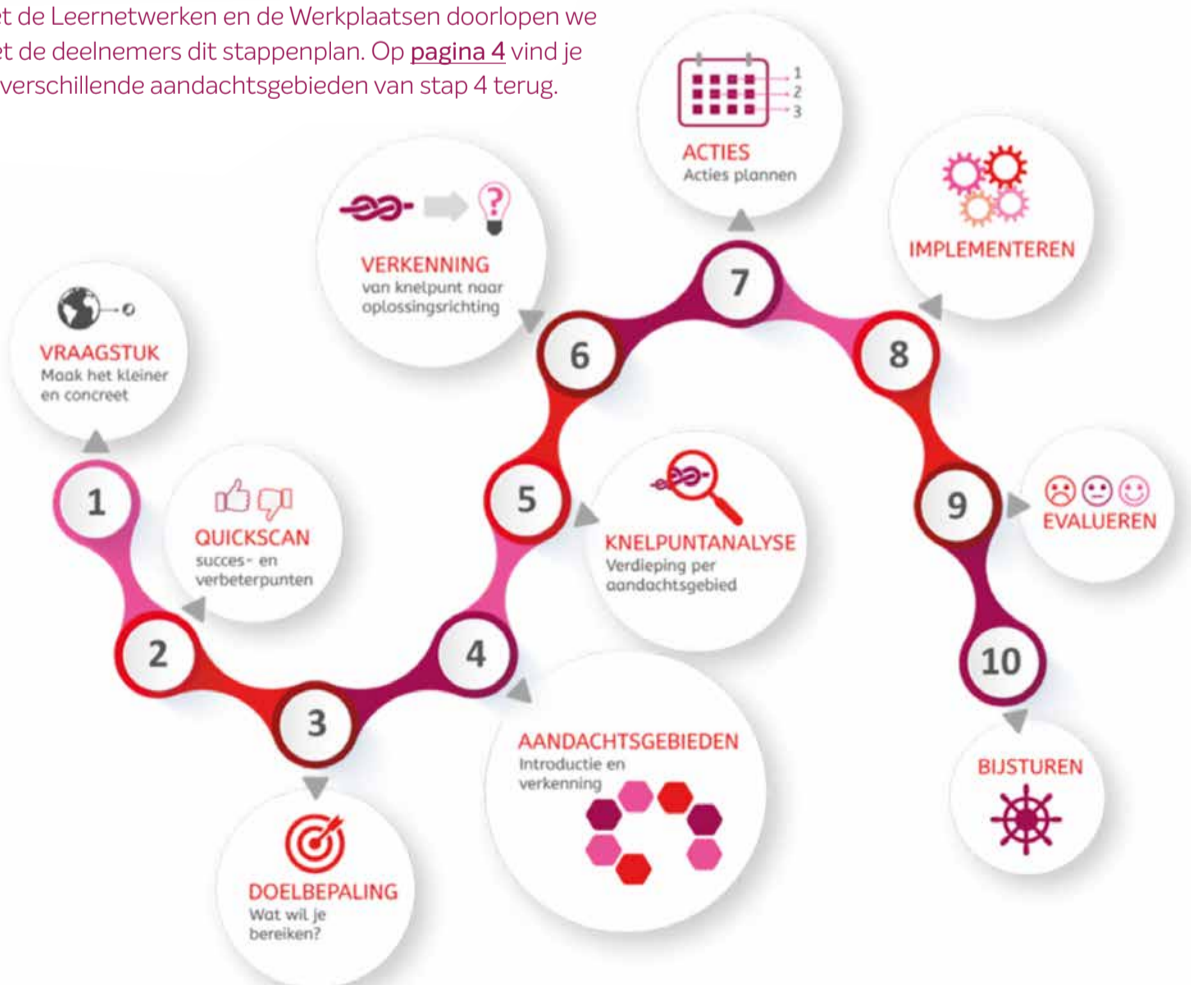 et de Leernetwerken en de Werkplaatsen doorlopen we
et de deelnemers dit stappenplan. Op pagina 4 vind je
verschillende aandachtsgebieden van stap 4 terug.
1
VRAAGSTUK
Maak het kleiner
en concreet
2
QUICKSCAN
succes- en
verbeterpunten
3
DOELBEPALING
Wat wil je
bereiken?
4
AANDACHTSGEBIEDEN
Introductie en
verkenning
5
KNELPUNTANALYSE
Verdieping per
aandachtsgebied
6
?
VERKENNING
van knelpunt naar
oplossingsrichting
7
1
2
3
ACTIES
Acties plannen
8
IMPLEMENTEREN
9
EVALUEREN
10
BIJSTUREN